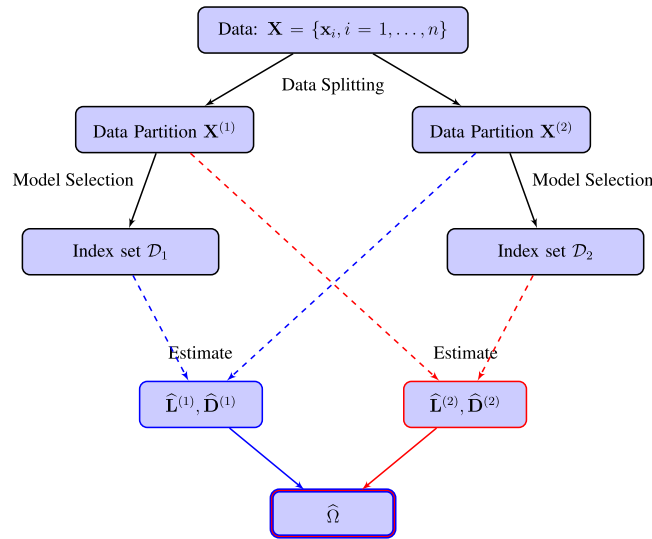 Data: X = {x_i, i = 1, . . . , n}
Data Splitting
Data Partition X^(1)
Data Partition X^(2)
Model Selection
Model Selection
Index set 𝒟_1
Index set 𝒟_2
Estimate
Estimate
L̂^(1), D̂^(1)
L̂^(2), D̂^(2)
Ω̂